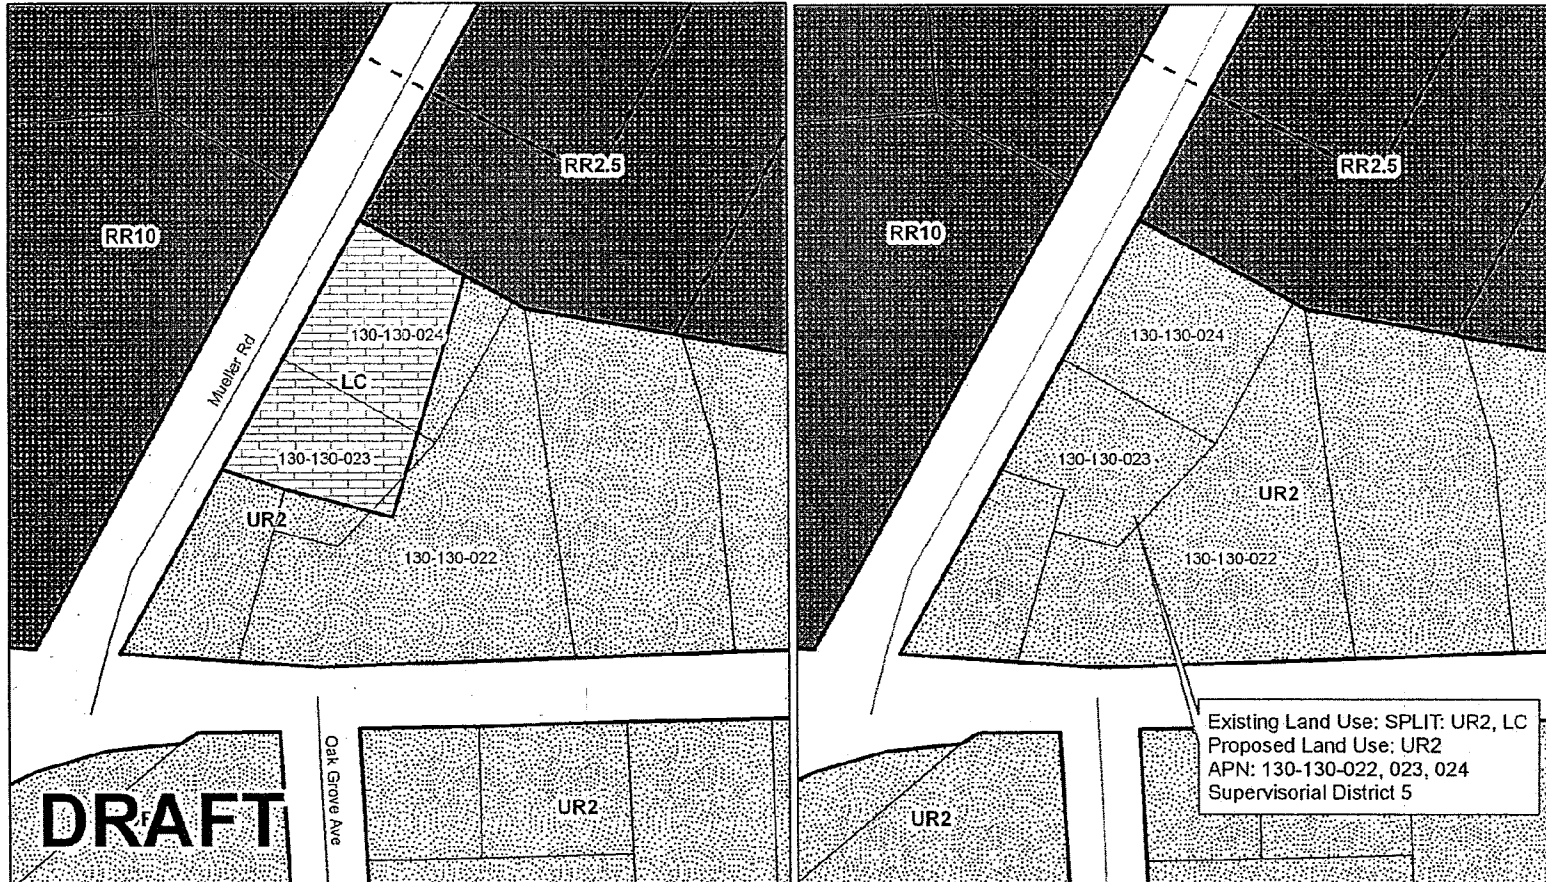 RR2.5
RR10
130-130-024
Mueller Rd
LC
130-130-023
UR2
130-130-022
Oak Grove Ave
UR2
DRAFT
RR2.5
RR10
130-130-024
130-130-023
UR2
130-130-022
Existing Land Use: SPLIT: UR2, LC
Proposed Land Use: UR2
APN: 130-130-022, 023, 024
Supervisorial District 5
UR2